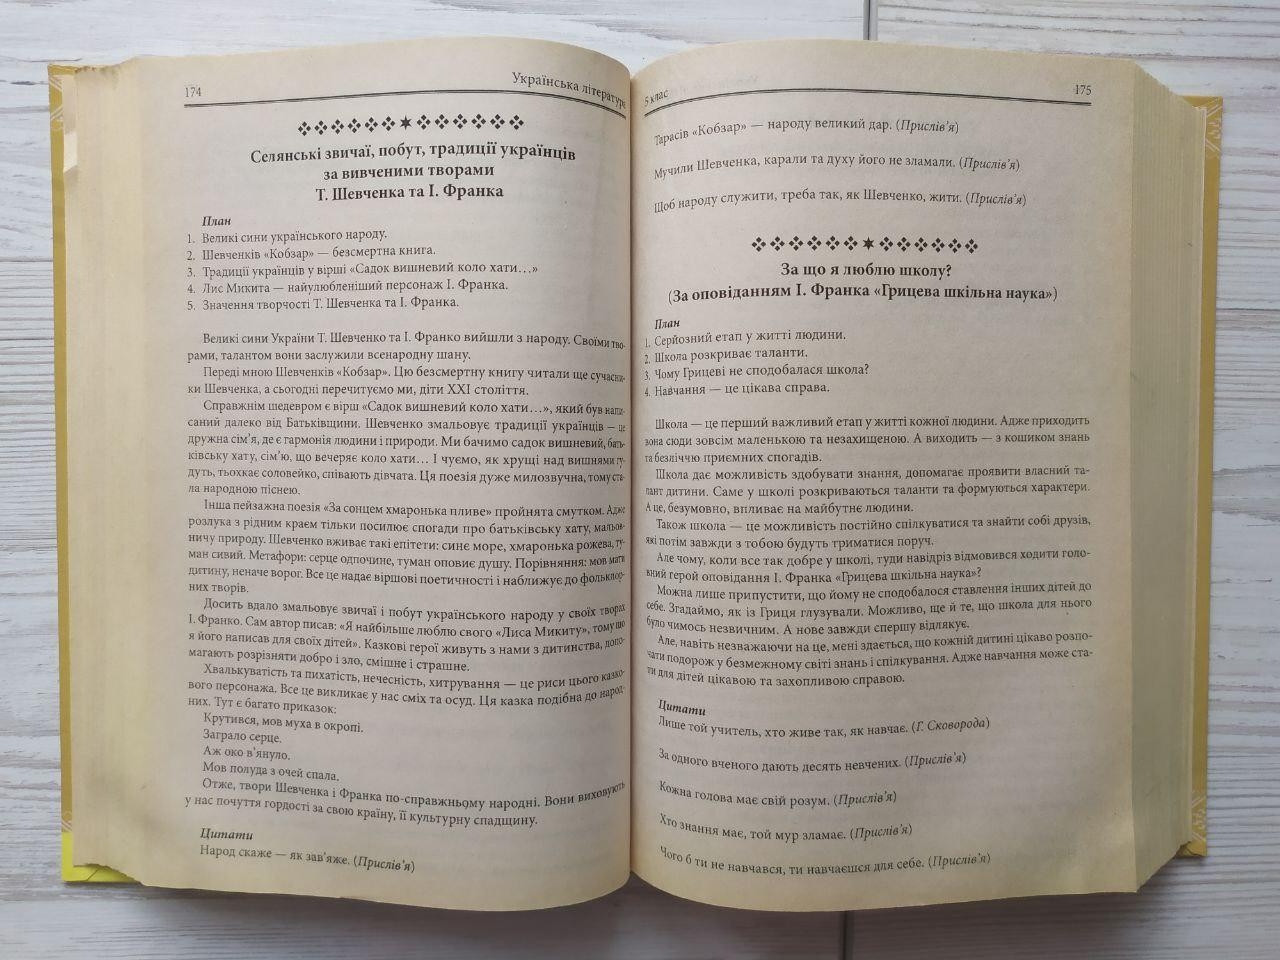 174
Українська література
Селянські звичаї, побут, традиції українців
за вивченими творами
Т. Шевченка та І. Франка
План
1. Великі сини українського народу.
2. Шевченків «Кобзар» — безсмертна книга.
3. Традиції українців у вірші «Садок вишневий коло хати…»
4. Лис Микита — найулюбленіший персонаж І. Франка.
5. Значення творчості Т. Шевченка та І. Франка.
Великі сини України Т. Шевченко та І. Франко вийшли з народу. Своїми тво-
рами, талантом вони заслужили всенародну шану.
Переді мною Шевченків «Кобзар». Цю безсмертну книгу читали ще сучасни-
ки Шевченка, а сьогодні перечитуємо ми, діти XXI століття.
Справжнім шедевром є вірш «Садок вишневий коло хати…», який був напи-
саний далеко від Батьківщини. Шевченко змальовує традиції українців — це
дружна сім’я, де є гармонія людини і природи. Ми бачимо садок вишневий, бать-
ківську хату, сім’ю, що вечеряє коло хати… І чуємо, як хрущі над вишнями гу-
дуть, тьохкає соловейко, співають дівчата. Ця поезія дуже милозвучна, тому ста-
ла народною піснею.
Інша пейзажна поезія «За сонцем хмаронька пливе» пройнята смутком. Адже
розлука з рідним краєм тільки посилює спогади про батьківську хату, мальов-
ничу природу. Шевченко вживає такі епітети: синє море, хмаронька рожева, ту-
ман сивий. Метафори: серце одпочине, туман оповиє душу. Порівняння: мов мати
дитину, неначе ворог. Все це надає віршові поетичності і наближує до фольклор-
них творів.
Досить вдало змальовує звичаї і побут українського народу у своїх творах
І. Франко. Сам автор писав: «Я найбільше люблю свого «Лиса Микиту», тому що
я його написав для своїх дітей». Казкові герої живуть з нами з дитинства, допо-
магають розрізняти добро і зло, смішне і страшне.
Хвалькуватість та пихатість, нечесність, хитрування — це риси цього казко-
вого персонажа. Все це викликає у нас сміх та осуд. Ця казка подібна до народ-
них. Тут є багато приказок:
Крутився, мов муха в окропі.
Заграло серце.
Аж око в’януло.
Мов полуда з очей спала.
Отже, твори Шевченка і Франка по-справжньому народні. Вони виховують
у нас почуття гордості за свою країну, її культурну спадщину.
Цитати
Народ скаже — як зав’яже. (Прислів’я)
5 клас
175
Тарасів «Кобзар» — народу великий дар. (Прислів’я)
Мучили Шевченка, карали та духу його не зламали. (Прислів’я)
Щоб народу служити, треба так, як Шевченко, жити. (Прислів’я)
За що я люблю школу?
(За оповіданням І. Франка «Грицева шкільна наука»)
План
1. Серйозний етап у житті людини.
2. Школа розкриває таланти.
3. Чому Грицеві не сподобалася школа?
4. Навчання — це цікава справа.
Школа — це перший важливий етап у житті кожної людини. Адже приходить
вона сюди зовсім маленькою та незахищеною. А виходить — з кошиком знань
та безліччю приємних спогадів.
Школа дає можливість здобувати знання, допомагає проявити власний та-
лант дитини. Саме у школі розкриваються таланти та формуються характери.
А це, безумовно, впливає на майбутнє людини.
Також школа — це можливість постійно спілкуватися та знайти собі друзів,
які потім завжди з тобою будуть триматися поруч.
Але чому, коли все так добре у школі, туди навідріз відмовився ходити голо-
вний герой оповідання І. Франка «Грицева шкільна наука»?
Можна лише припустити, що йому не сподобалося ставлення інших дітей до
себе. Згадаймо, як із Гриця глузували. Можливо, ще й те, що школа для нього
було чимось незвичним. А нове завжди спершу відлякує.
Але, навіть незважаючи на це, мені здається, що кожній дитині цікаво розпо-
чати подорож у безмежному світі знань і спілкування. Адже навчання може ста-
ти для дітей цікавою та захопливою справою.
Цитати
Лише той учитель, хто живе так, як навчає. (Г. Сковорода)
За одного вченого дають десять невчених. (Прислів’я)
Кожна голова має свій розум. (Прислів’я)
Хто знання має, той мур зламає. (Прислів’я)
Чого б ти не навчався, ти навчаєшся для себе. (Прислів’я)